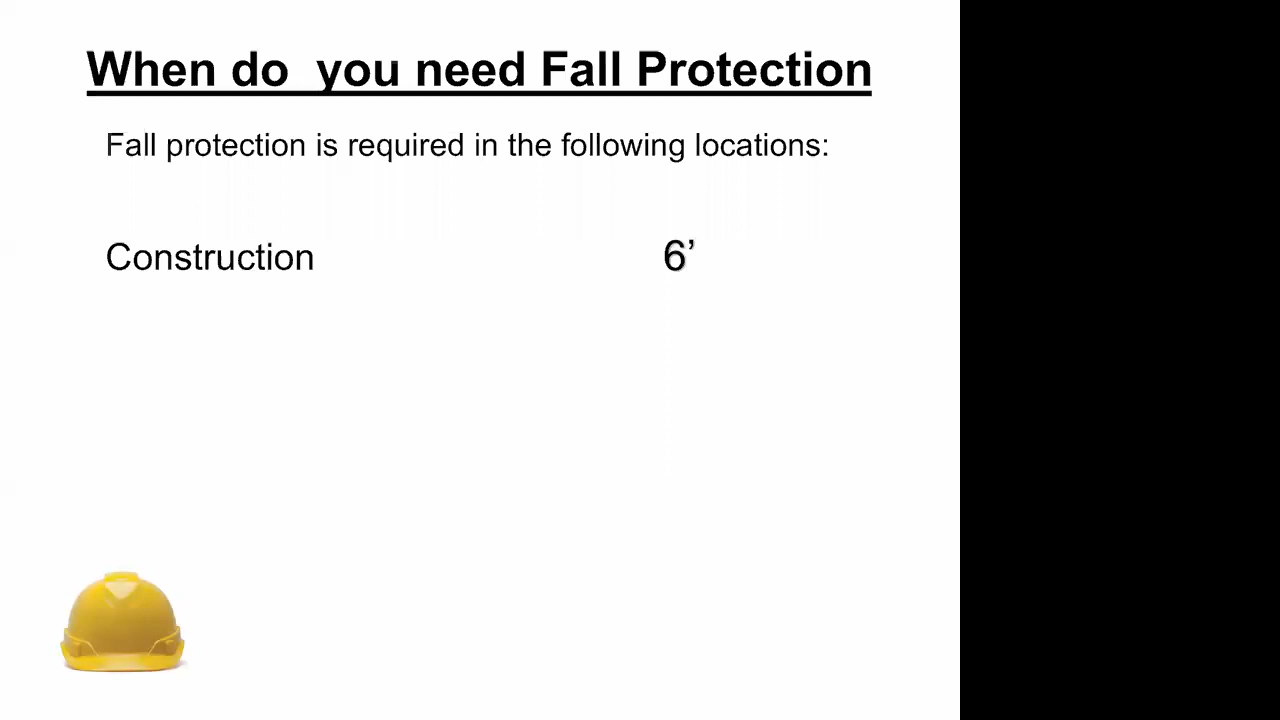 When do  you need Fall Protection
Fall protection is required in the following locations:
Construction 6’